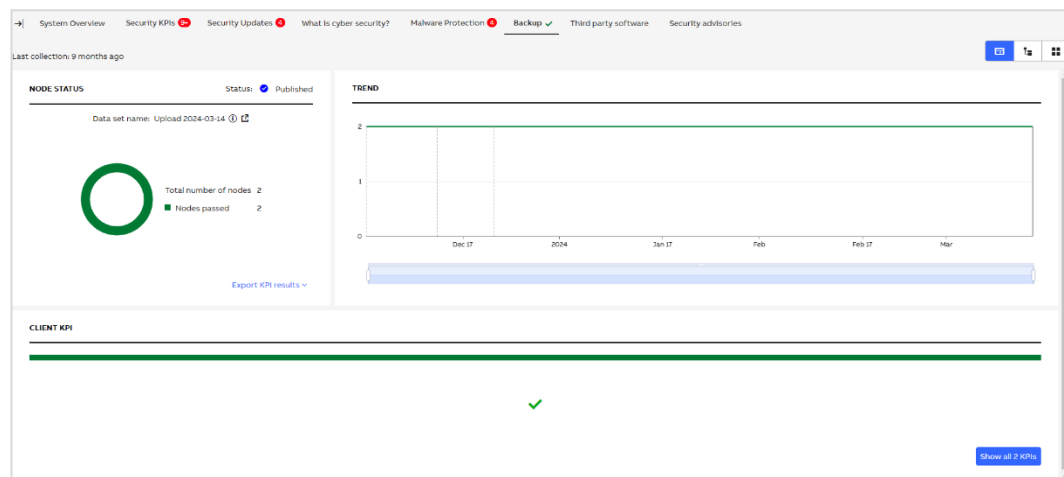 System Overview Security KPIs 9+ Security Updates 4 What is cyber security? Malware Protection 4 Backup Third party software Security advisories
Last collection: 9 months ago
NODE STATUS Status: Published
Data set name: Upload 2024-03-14
Total number of nodes 2
Nodes passed 2
Export KPI results
TREND
2
1
0
Dec 17 2024 Jan 17 Feb Feb 17 Mar
CLIENT KPI
Show all 2 KPIs